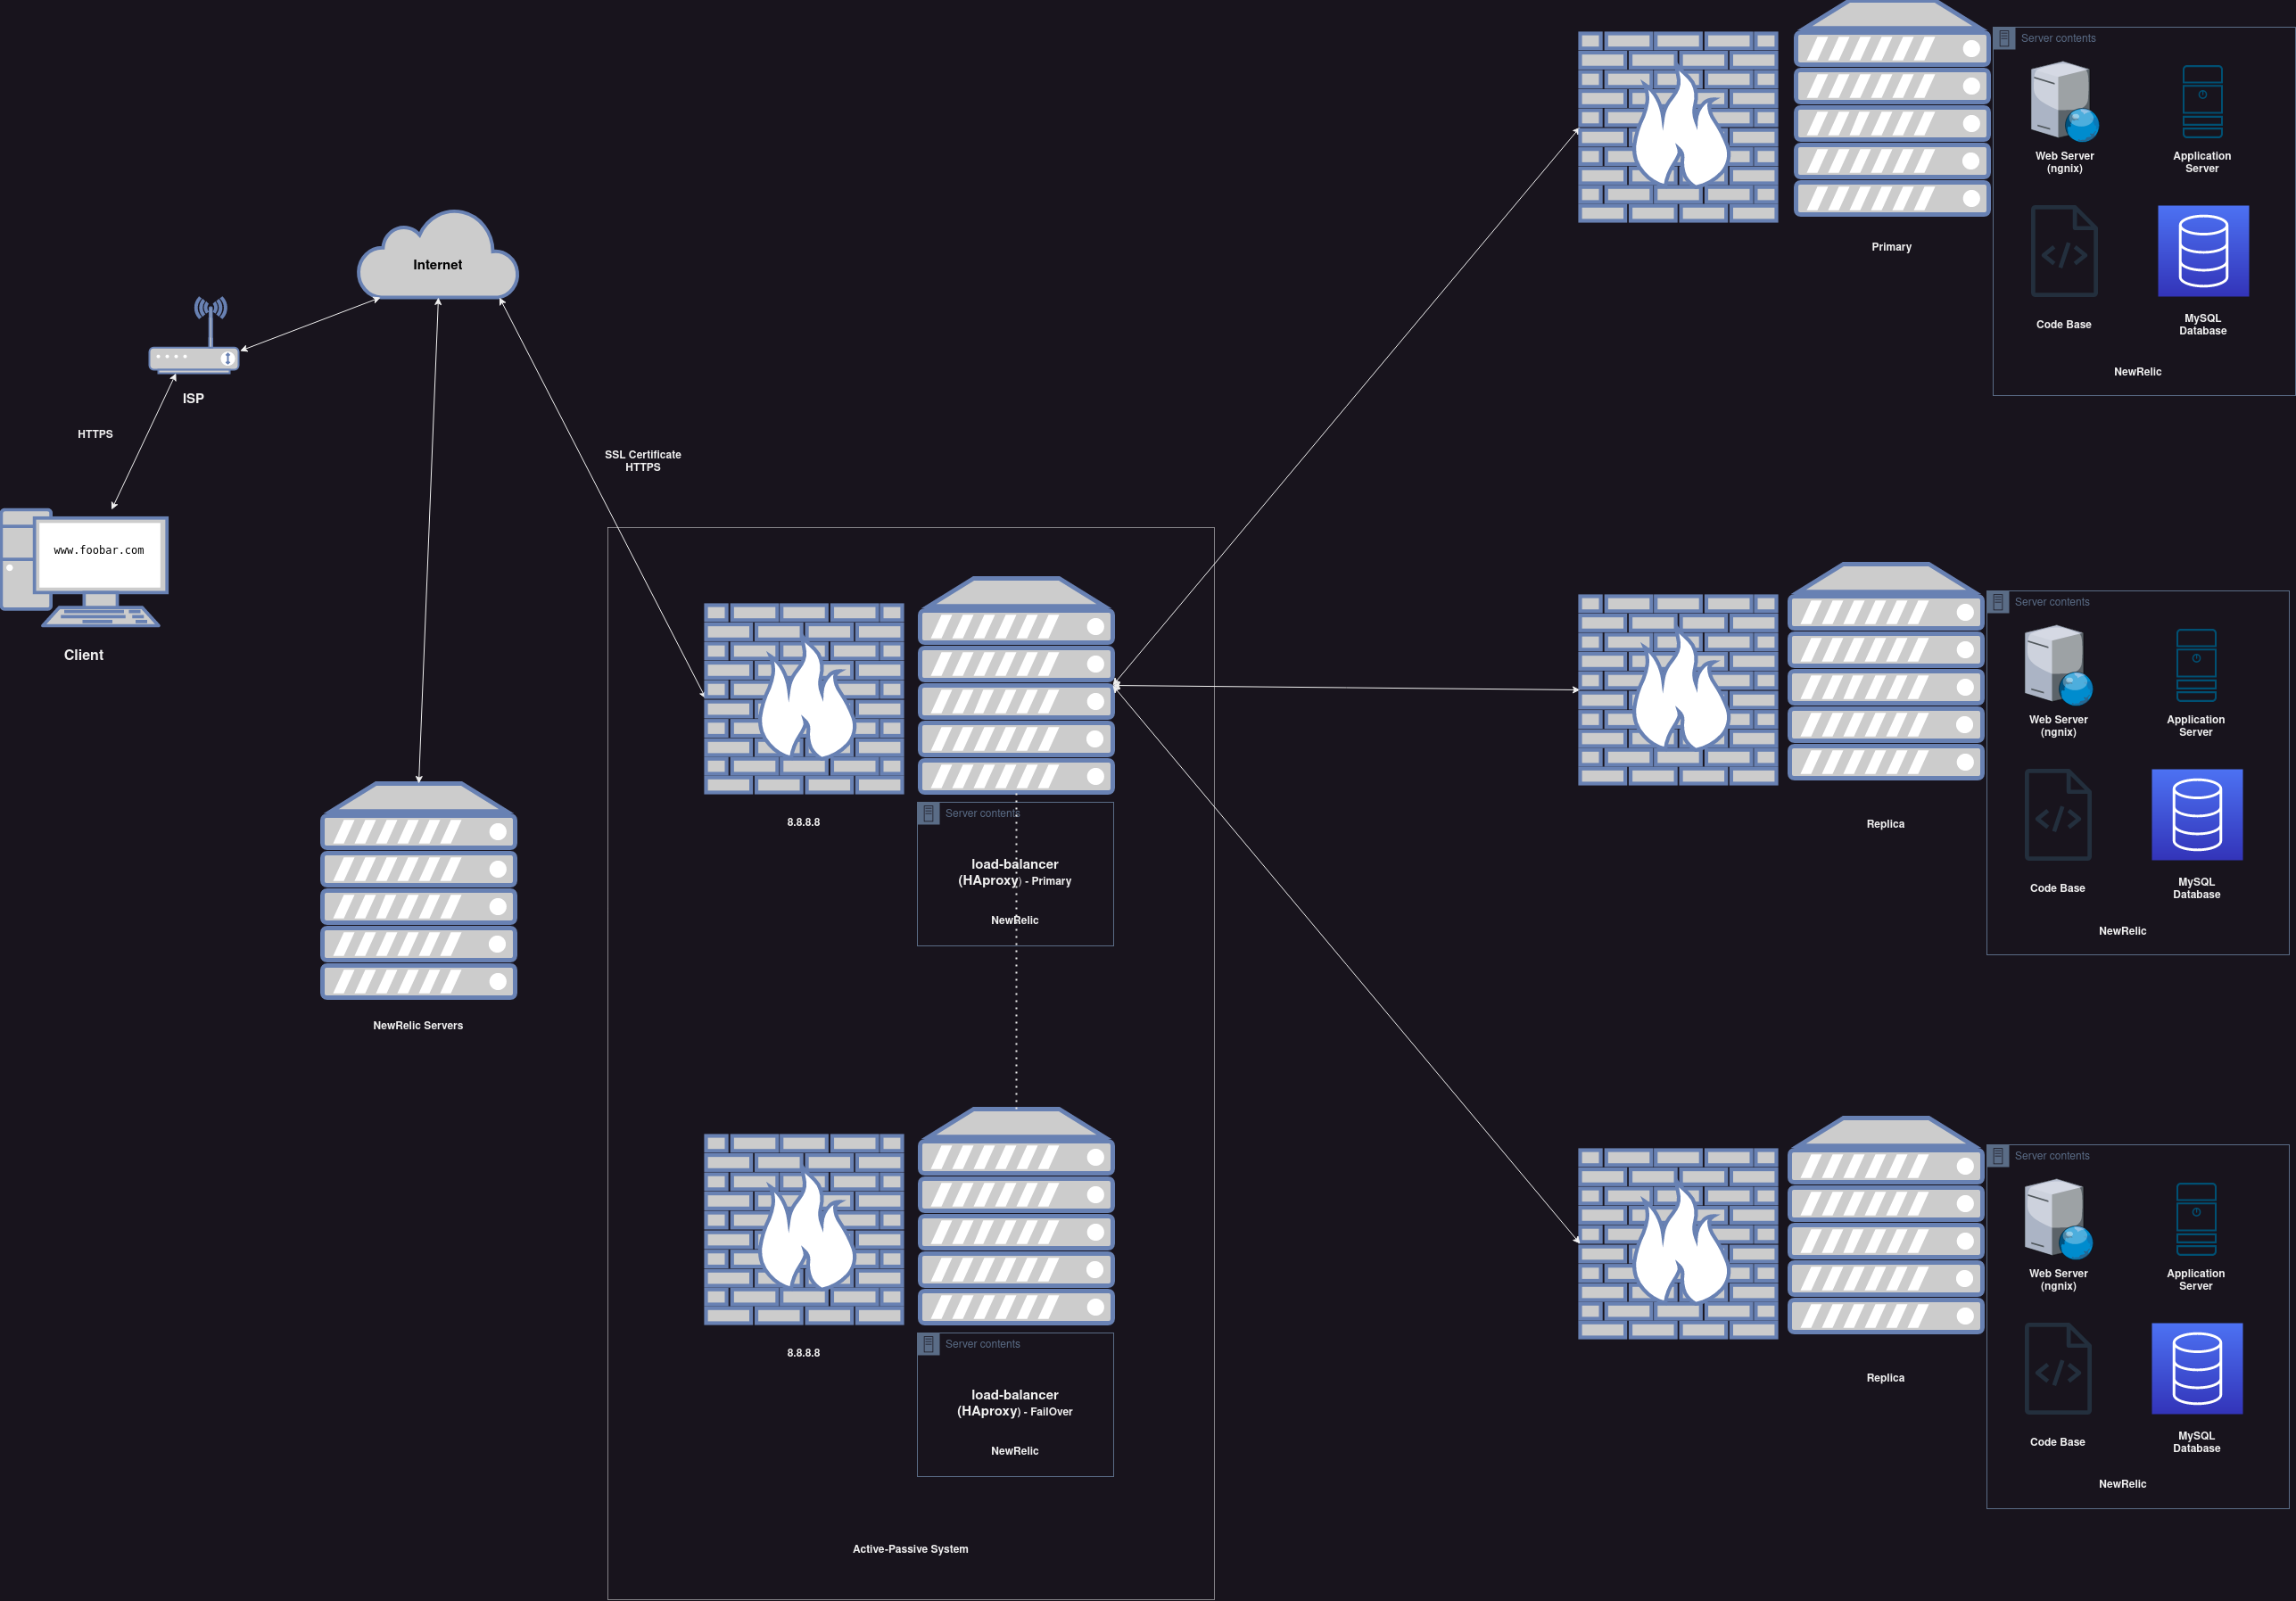 Internet
ISP
HTTPS
www.foobar.com
Client
NewRelic Servers
SSL Certificate
HTTPS
8.8.8.8
Server contents
load-balancer
(HAproxy) - Primary
NewRelic
8.8.8.8
Server contents
load-balancer
(HAproxy) - FailOver
NewRelic
Active-Passive System
Primary
Server contents
Web Server
(ngnix)
Application
Server
Code Base
MySQL
Database
NewRelic
Replica
Server contents
Web Server
(ngnix)
Application
Server
Code Base
MySQL
Database
NewRelic
Replica
Server contents
Web Server
(ngnix)
Application
Server
Code Base
MySQL
Database
NewRelic